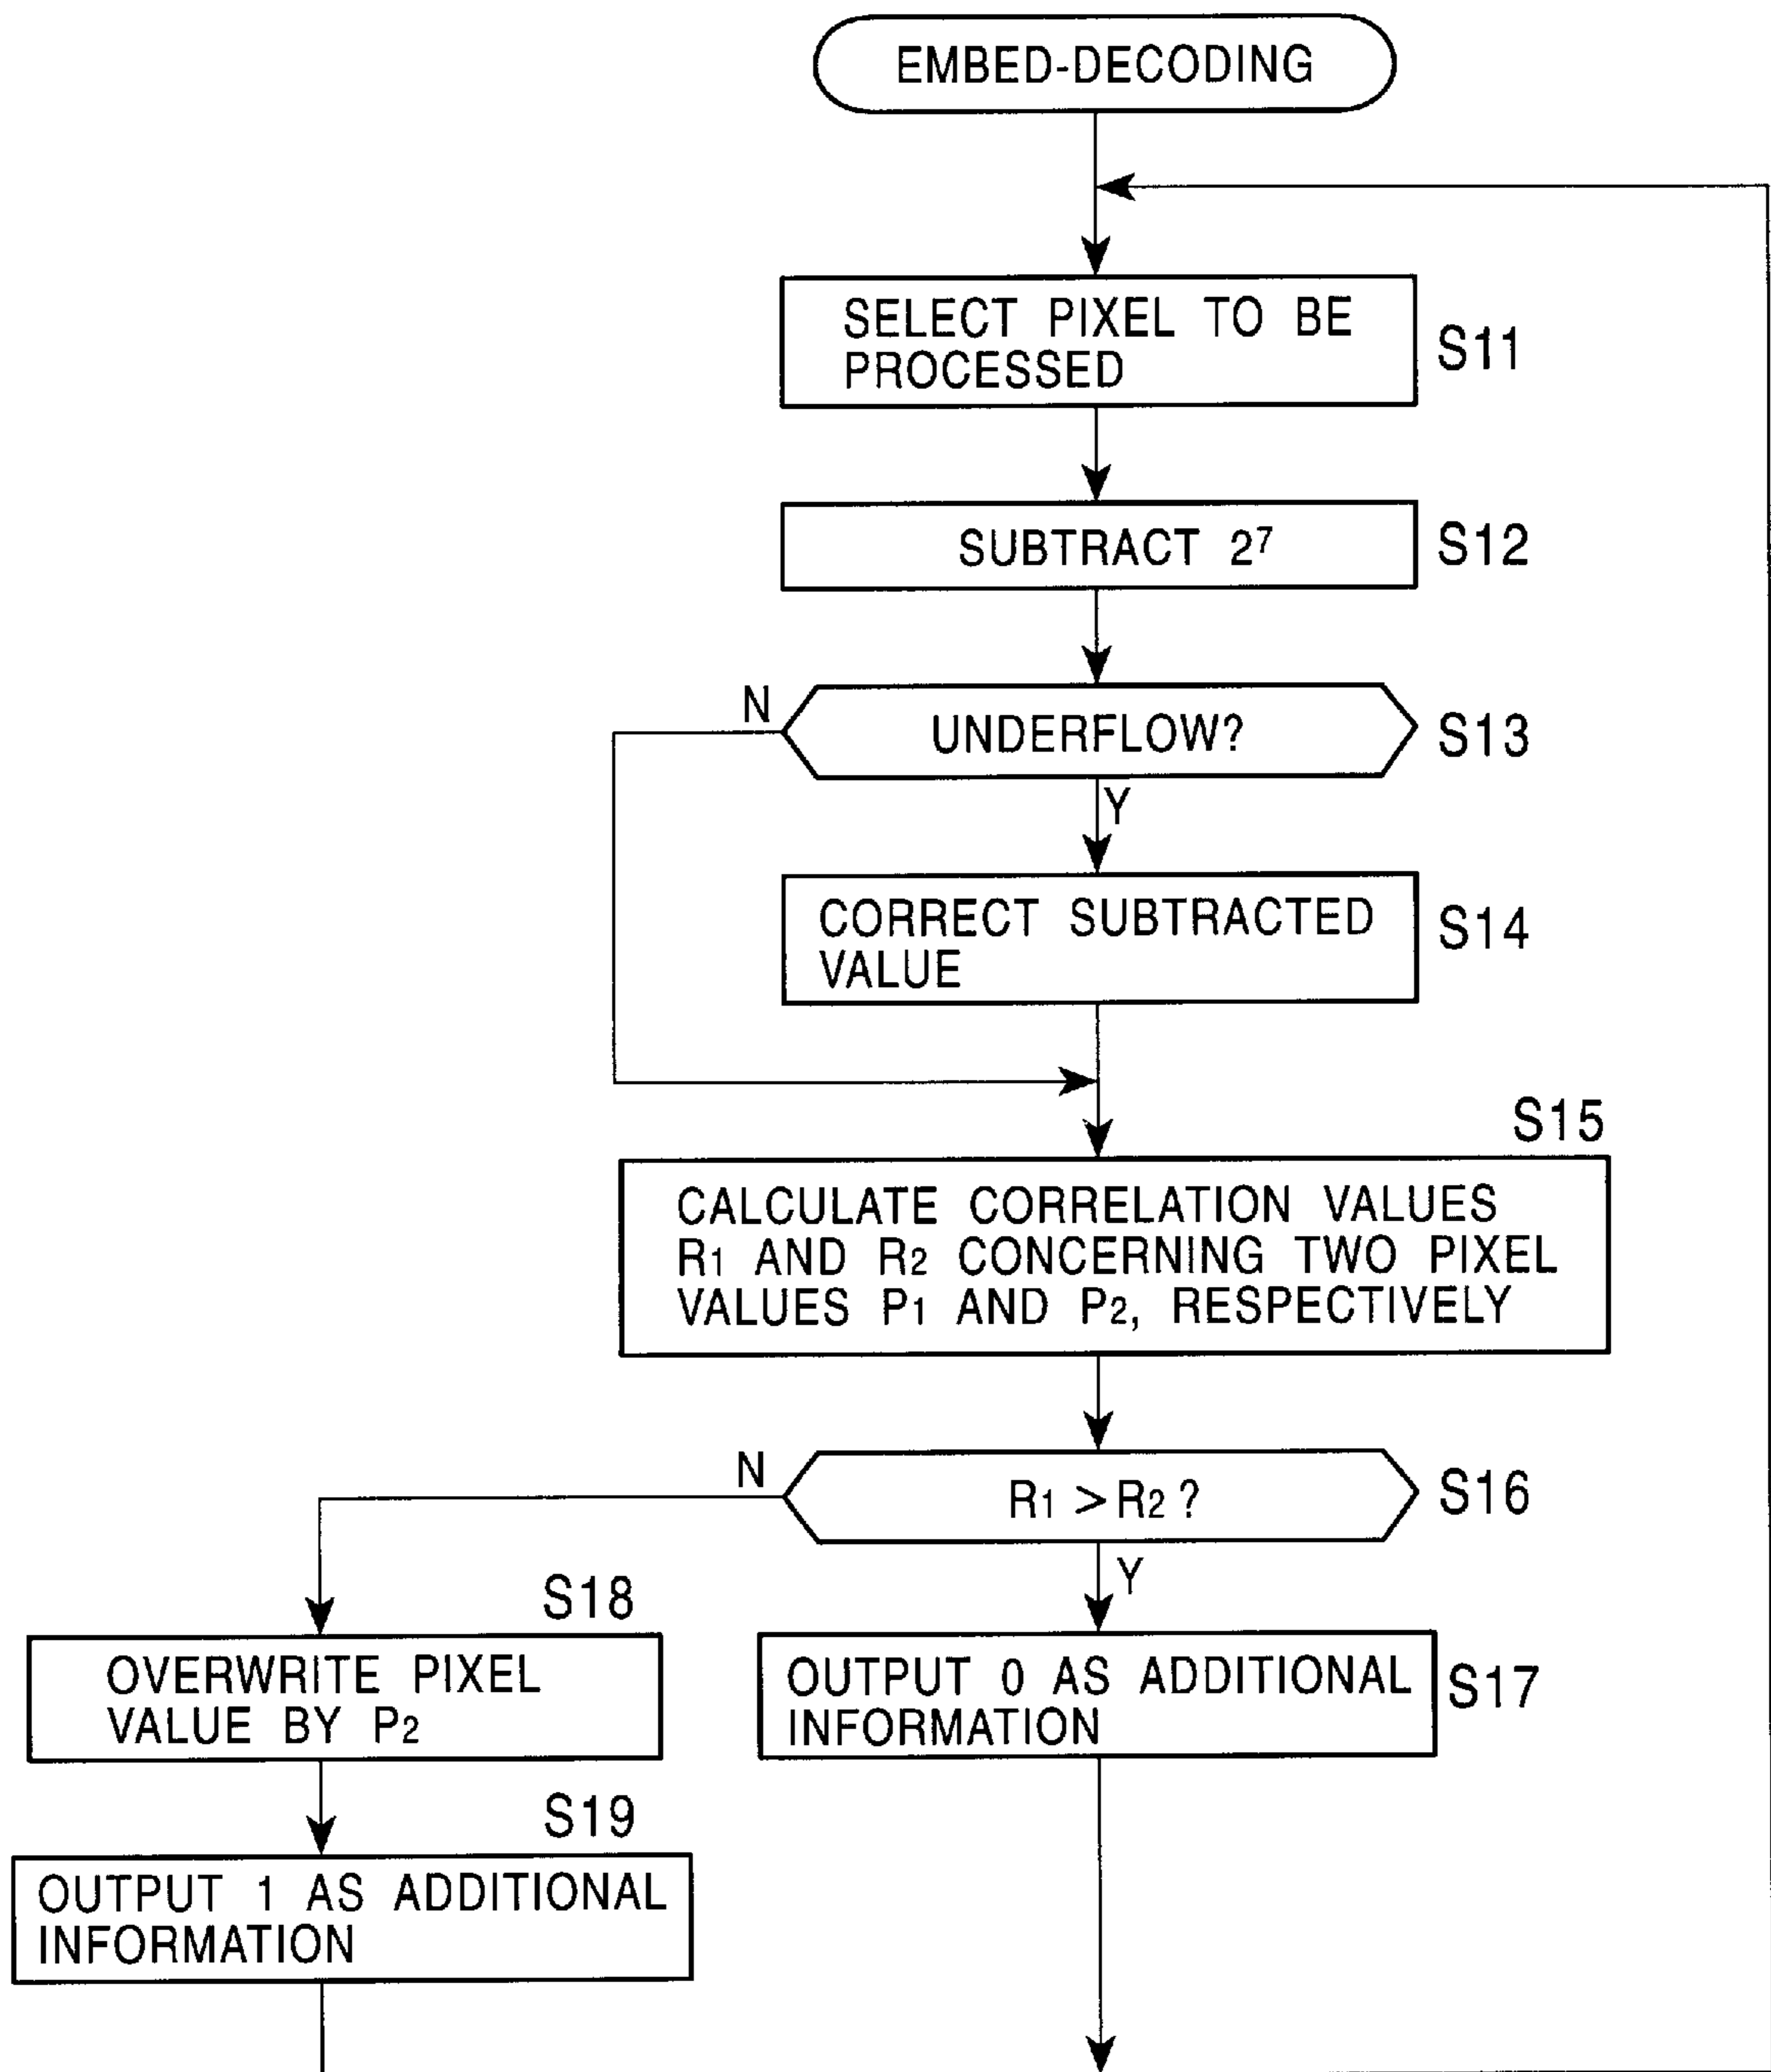 EMBED-DECODING
SELECT PIXEL TO BE
PROCESSED
S11
SUBTRACT 2⁷
S12
N
UNDERFLOW?
S13
Y
CORRECT SUBTRACTED
VALUE
S14
S15
CALCULATE CORRELATION VALUES
R₁ AND R₂ CONCERNING TWO PIXEL
VALUES P₁ AND P₂, RESPECTIVELY
N
R₁ > R₂ ?
S16
Y
S18
OVERWRITE PIXEL
VALUE BY P₂
OUTPUT 0 AS ADDITIONAL
INFORMATION
S17
S19
OUTPUT 1 AS ADDITIONAL
INFORMATION